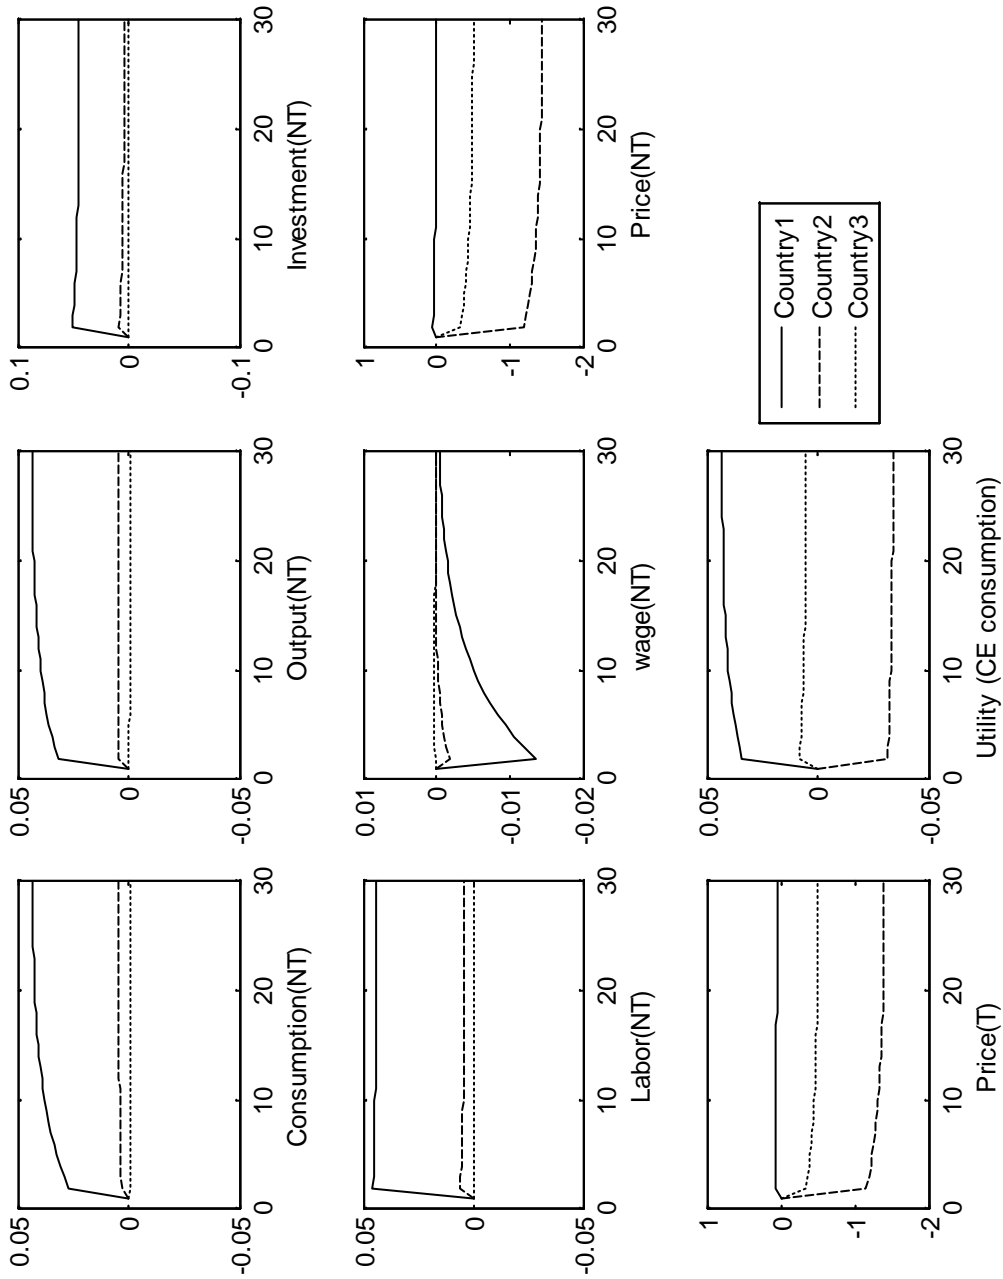 0.05
0
-0.05
0 10 20 30
Consumption(NT)
0.05
0
-0.05
0 10 20 30
Output(NT)
0.1
0
-0.1
0 10 20 30
Investment(NT)
0.05
0
-0.05
0 10 20 30
Labor(NT)
0.01
0
-0.01
-0.02
0 10 20 30
wage(NT)
1
0
-1
-2
0 10 20 30
Price(NT)
1
0
-1
-2
0 10 20 30
Price(T)
0.05
0
-0.05
0 10 20 30
Utility (CE consumption)
Country1
Country2
Country3